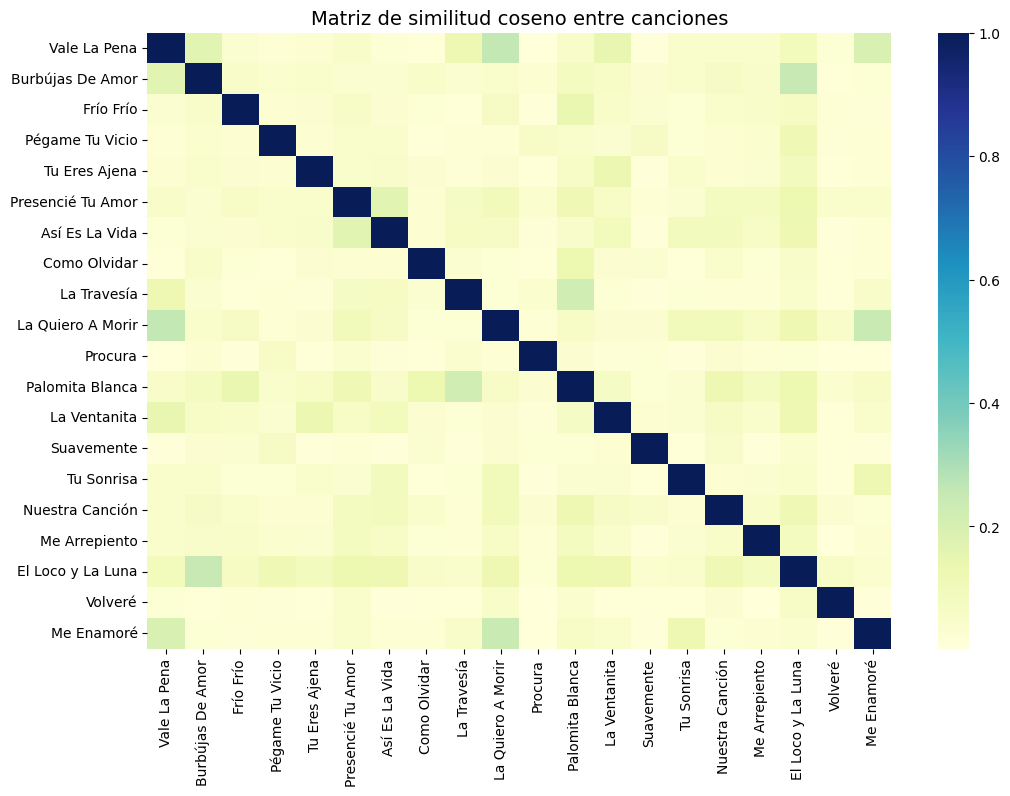 Matriz de similitud coseno entre canciones
Vale La Pena
Burbújas De Amor
Frío Frío
Pégame Tu Vicio
Tu Eres Ajena
Presencié Tu Amor
Así Es La Vida
Como Olvidar
La Travesía
La Quiero A Morir
Procura
Palomita Blanca
La Ventanita
Suavemente
Tu Sonrisa
Nuestra Canción
Me Arrepiento
El Loco y La Luna
Volveré
Me Enamoré
Vale La Pena
Burbújas De Amor
Frío Frío
Pégame Tu Vicio
Tu Eres Ajena
Presencié Tu Amor
Así Es La Vida
Como Olvidar
La Travesía
La Quiero A Morir
Procura
Palomita Blanca
La Ventanita
Suavemente
Tu Sonrisa
Nuestra Canción
Me Arrepiento
El Loco y La Luna
Volveré
Me Enamoré
1.0
0.8
0.6
0.4
0.2